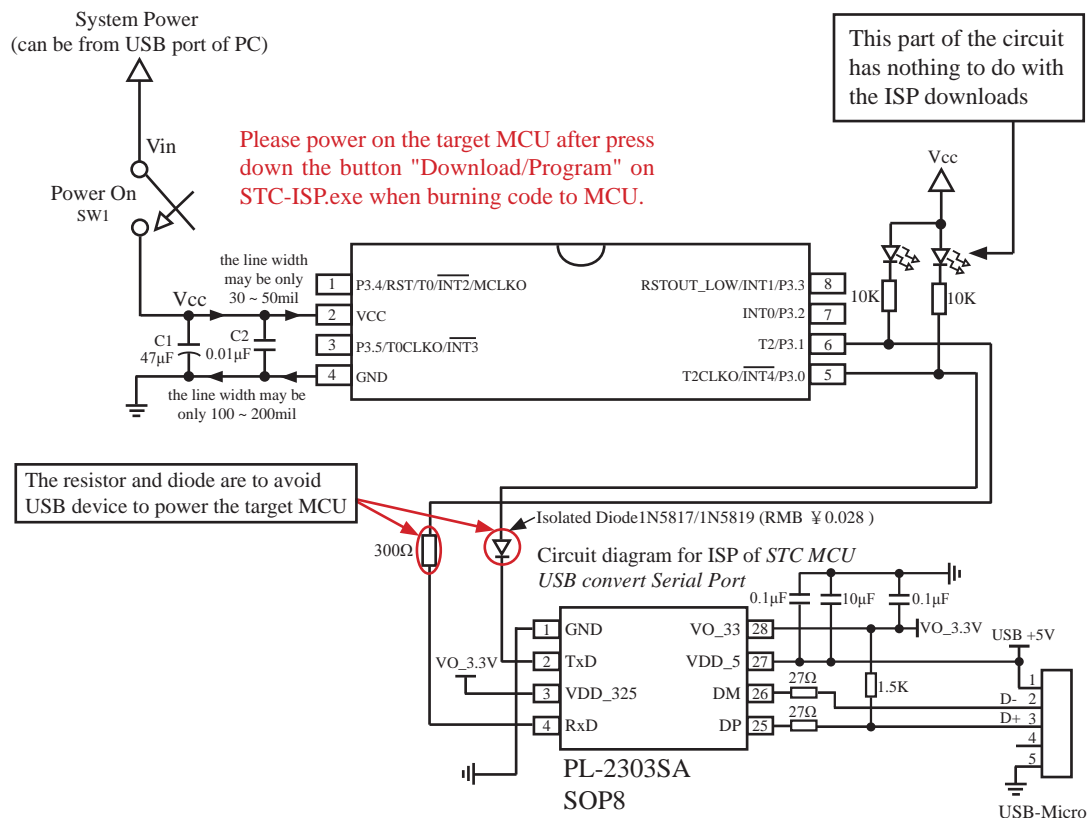 System Power
(can be from USB port of PC)
Vin
Power On
SW1
Please power on the target MCU after press
down the button "Download/Program" on
STC-ISP.exe when burning code to MCU.
This part of the circuit
has nothing to do with
the ISP downloads
Vcc
10K
10K
the line width
may be only
30 ~ 50mil
Vcc
C1
47μF
C2
0.01μF
the line width may be
only 100 ~ 200mil
1 P3.4/RST/T0/INT2/MCLKO
2 VCC
3 P3.5/T0CLKO/INT3
4 GND
RSTOUT_LOW/INT1/P3.3 8
INT0/P3.2 7
T2/P3.1 6
T2CLKO/INT4/P3.0 5
The resistor and diode are to avoid
USB device to power the target MCU
300Ω
Isolated Diode1N5817/1N5819 (RMB ¥ 0.028 )
Circuit diagram for ISP of STC MCU
USB convert Serial Port
0.1μF
10μF
0.1μF
VO_3.3V
USB +5V
VO_3.3V
1 GND
2 TxD
3 VDD_325
4 RxD
VO_33 28
VDD_5 27
DM 26
DP 25
27Ω
27Ω
1.5K
D-
D+
1
2
3
4
5
PL-2303SA
SOP8
USB-Micro